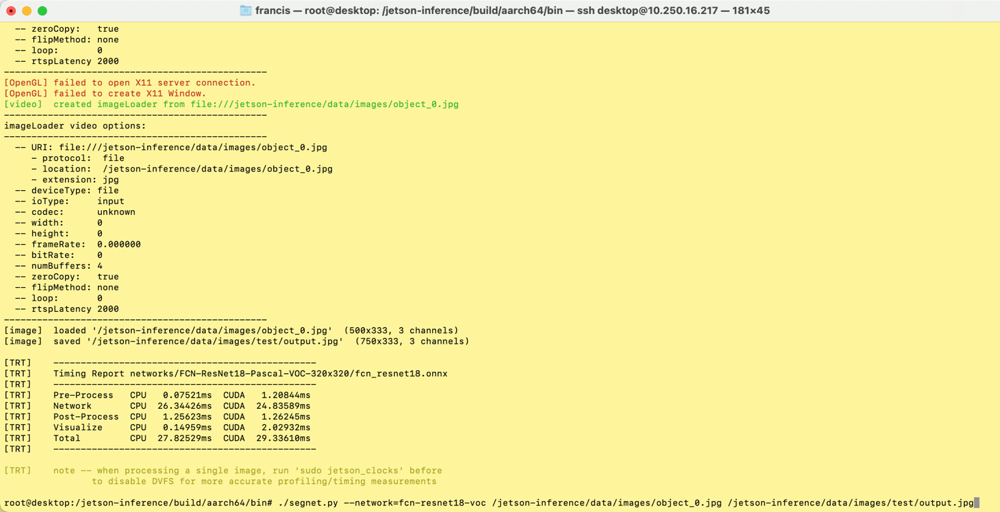 francis — root@desktop: /jetson-inference/build/aarch64/bin — ssh desktop@10.250.16.217 — 181×45
  -- zeroCopy:   true
  -- flipMethod: none
  -- loop:       0
  -- rtspLatency 2000
------------------------------------------------
[OpenGL] failed to open X11 server connection.
[OpenGL] failed to create X11 Window.
[video]  created imageLoader from file:///jetson-inference/data/images/object_0.jpg
------------------------------------------------
imageLoader video options:
------------------------------------------------
  -- URI: file:///jetson-inference/data/images/object_0.jpg
     - protocol:  file
     - location:  /jetson-inference/data/images/object_0.jpg
     - extension: jpg
  -- deviceType: file
  -- ioType:     input
  -- codec:      unknown
  -- width:      0
  -- height:     0
  -- frameRate:  0.000000
  -- bitRate:    0
  -- numBuffers: 4
  -- zeroCopy:   true
  -- flipMethod: none
  -- loop:       0
  -- rtspLatency 2000
------------------------------------------------
[image]  loaded '/jetson-inference/data/images/object_0.jpg'  (500x333, 3 channels)
[image]  saved '/jetson-inference/data/images/test/output.jpg'  (750x333, 3 channels)
[TRT]    ------------------------------------------------
[TRT]    Timing Report networks/FCN-ResNet18-Pascal-VOC-320x320/fcn_resnet18.onnx
[TRT]    ------------------------------------------------
[TRT]    Pre-Process   CPU   0.07521ms  CUDA   1.20844ms
[TRT]    Network       CPU  26.34426ms  CUDA  24.83589ms
[TRT]    Post-Process  CPU   1.25623ms  CUDA   1.26245ms
[TRT]    Visualize     CPU   0.14959ms  CUDA   2.02932ms
[TRT]    Total         CPU  27.82529ms  CUDA  29.33610ms
[TRT]    ------------------------------------------------
[TRT]    note -- when processing a single image, run 'sudo jetson_clocks' before
                to disable DVFS for more accurate profiling/timing measurements
root@desktop:/jetson-inference/build/aarch64/bin# ./segnet.py --network=fcn-resnet18-voc /jetson-inference/data/images/object_0.jpg /jetson-inference/data/images/test/output.jpg